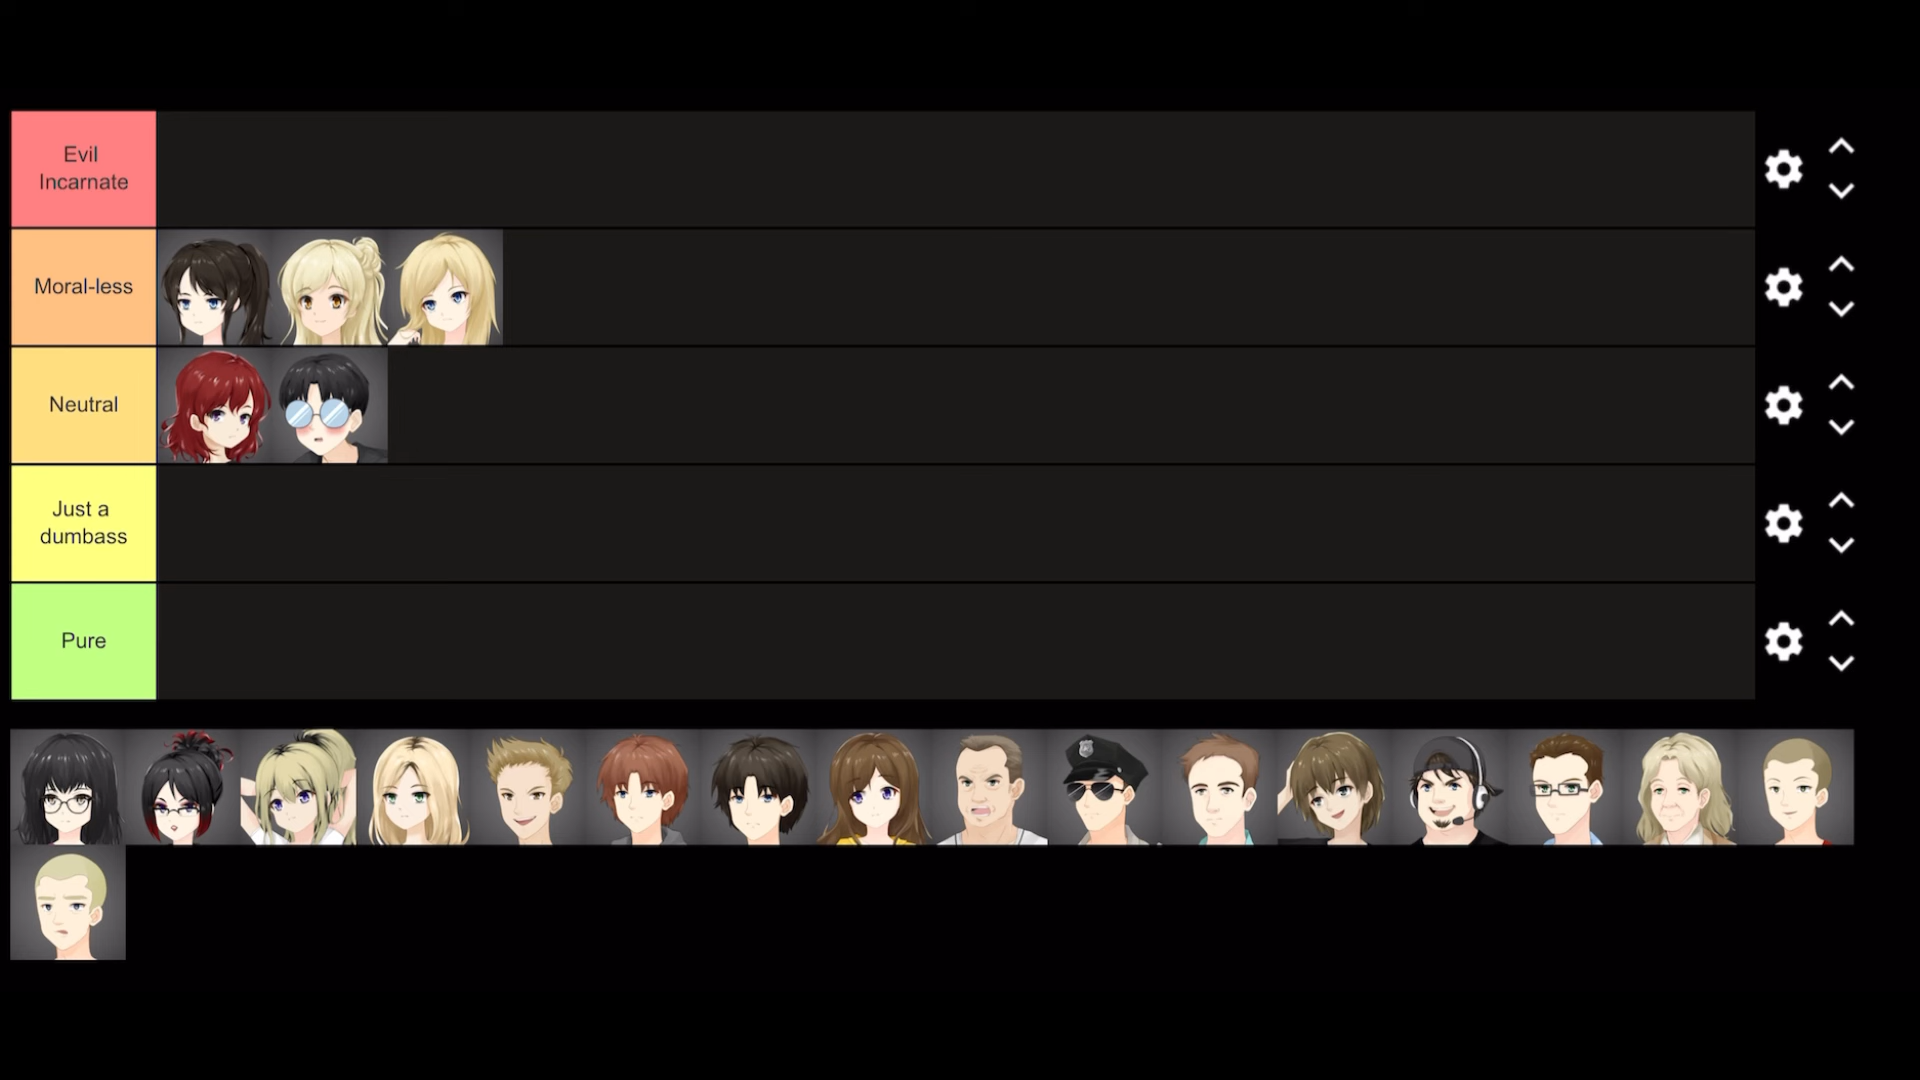 Evil
Incarnate
Moral-less
Neutral
Just a
dumbass
Pure